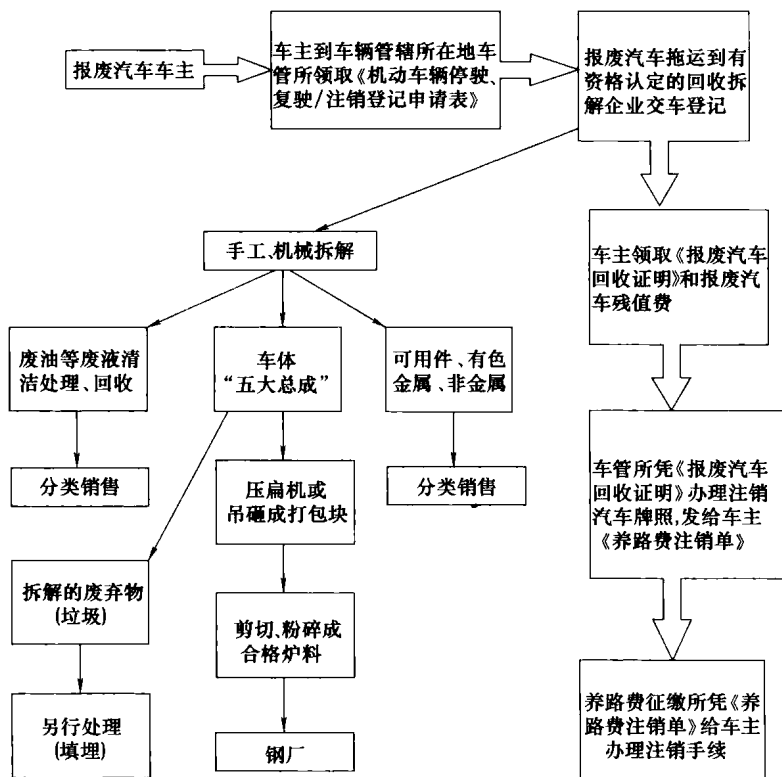 报废汽车车主
车主到车辆管辖所在地车
管所领取《机动车辆停驶、
复驶/注销登记申请表》
报废汽车拖运到有
资格认定的回收拆
解企业交车登记
手工、机械拆解
车主领取《报废汽车
回收证明》和报废汽
车残值费
废油等废液清
洁处理、回收
车体
“五大总成”
可用件、有色
金属、非金属
分类销售
压扁机或
吊砸成打包块
分类销售
车管所凭《报废汽车
回收证明》办理注销
汽车牌照,发给车主
《养路费注销单》
拆解的废弃物
(垃圾)
剪切、粉碎成
合格炉料
另行处理
(填埋)
钢厂
养路费征缴所凭《养
路费注销单》给车主
办理注销手续